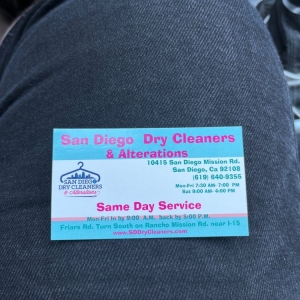 San Diego Dry Cleaners
& Alterations
10415 San Diego Mission Rd.
San Diego, Ca 92108
(619) 640-9355
Mon-Fri 7:30 AM- 7:00 PM
Sat 9:00 AM- 6:00 PM
SAN DIEGO
DRY CLEANERS
& Alterations
Same Day Service
Mon-Fri In by 9:00 A.M. back by 5:00 P.M.
Friars Rd. Turn South on Rancho Mission Rd. near I-15
www.SDDryCleaners.com